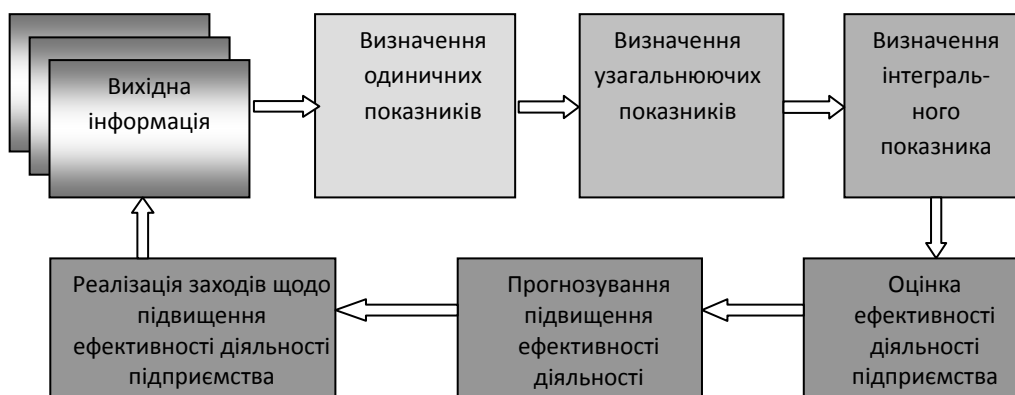 Вихідна
інформація
Визначення
одиничних
показників
Визначення
узагальнюючих
показників
Визначення
інтеграль-
ного
показника
Реалізація заходів щодо
підвищення
ефективності діяльності
підприємства
Прогнозування
підвищення
ефективності
діяльності
Оцінка
ефективності
діяльності
підприємства